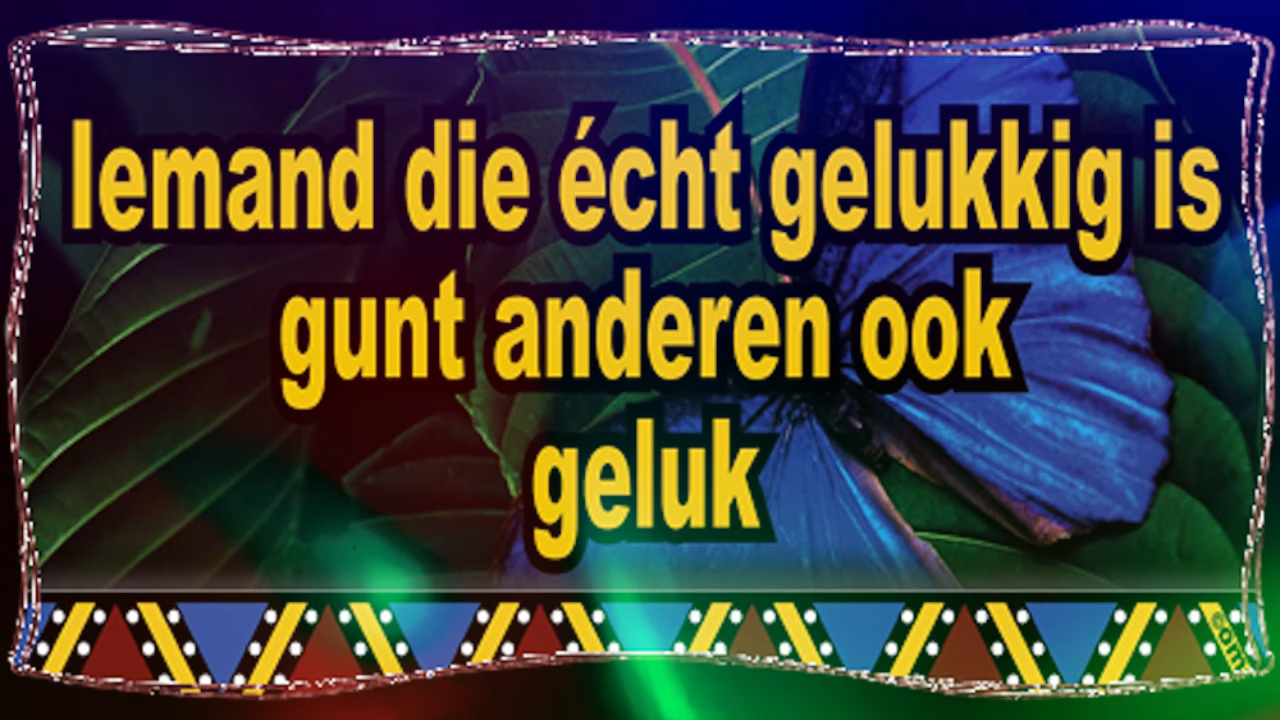 Iemand die écht gelukkig is
gunt anderen ook
geluk